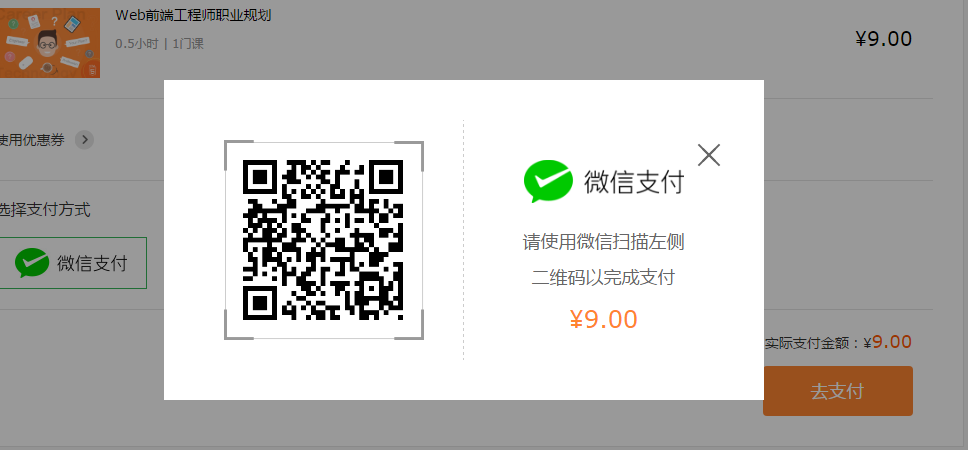 Web前端工程师职业规划
0.5小时 | 1门课
¥9.00
使用优惠券
选择支付方式
微信支付
微信支付
请使用微信扫描左侧
二维码以完成支付
¥9.00
实际支付金额：¥9.00
去支付